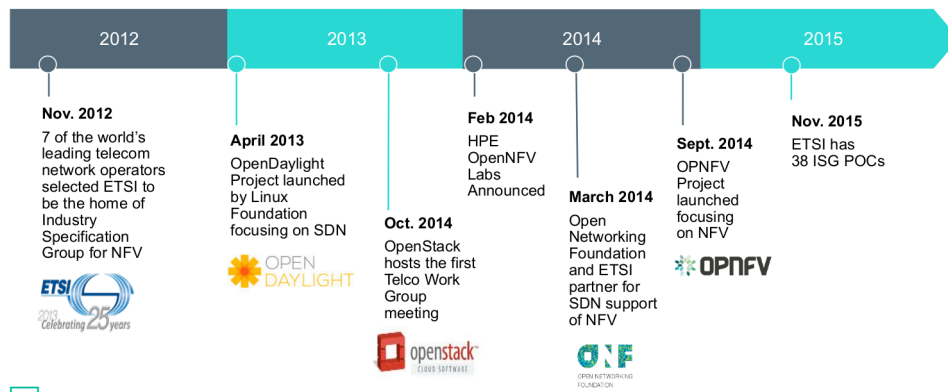 2012
2013
2014
2015
Nov. 2012
7 of the world's
leading telecom
network operators
selected ETSI to
be the home of
Industry
Specification
Group for NFV
ETSI
2013
Celebrating 25 years
April 2013
OpenDaylight
Project launched
by Linux
Foundation
focusing on SDN
OPEN
DAYLIGHT
Oct. 2014
OpenStack
hosts the first
Telco Work
Group
meeting
openstack™
CLOUD SOFTWARE
Feb 2014
HPE
OpenNFV
Labs
Announced
March 2014
Open
Networking
Foundation
and ETSI
partner for
SDN support
of NFV
ONF
OPEN NETWORKING
FOUNDATION
Sept. 2014
OPNFV
Project
launched
focusing
on NFV
OPNFV
Nov. 2015
ETSI has
38 ISG POCs